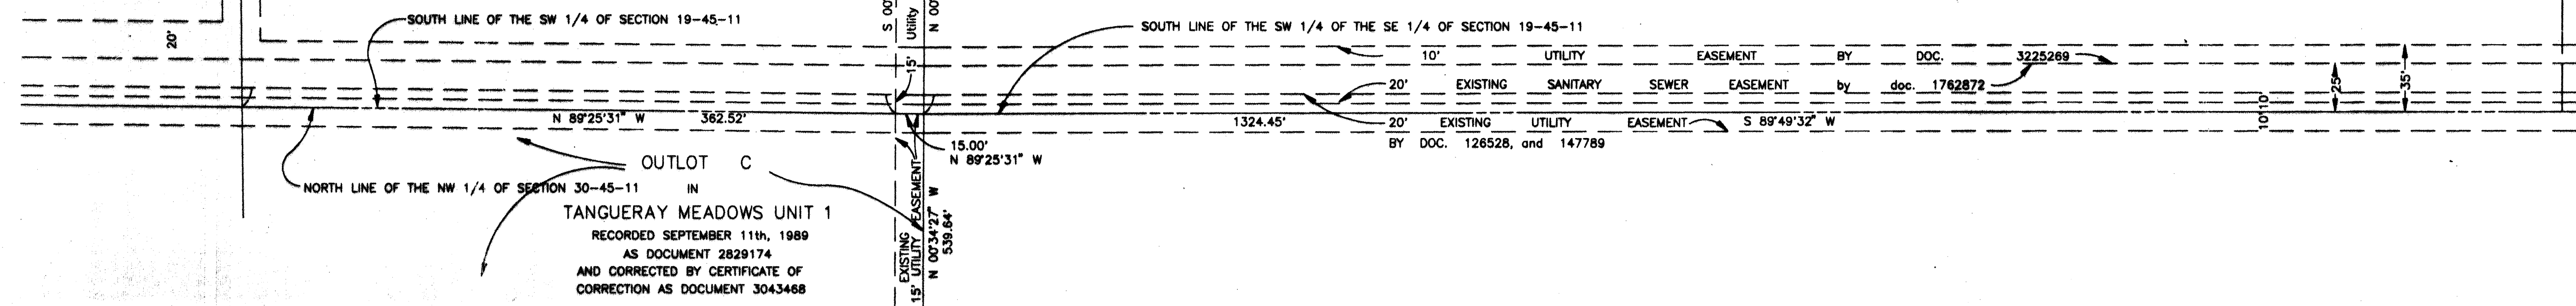 SOUTH LINE OF THE SW 1/4 OF SECTION 19-45-11
20'
S 00
Utility
N 00
15'
SOUTH LINE OF THE SW 1/4 OF THE SE 1/4 OF SECTION 19-45-11
10' UTILITY EASEMENT BY DOC. 3225269
20' EXISTING SANITARY SEWER EASEMENT by doc. 1762872
25'
35'
10'
10'
N 89°25'31" W 362.52'
1324.45'
20' EXISTING UTILITY EASEMENT S 89°49'32" W
BY DOC. 126528, and 147789
15.00'
N 89°25'31" W
OUTLOT C
NORTH LINE OF THE NW 1/4 OF SECTION 30-45-11
IN
TANGUERAY MEADOWS UNIT 1
RECORDED SEPTEMBER 11th, 1989
AS DOCUMENT 2829174
AND CORRECTED BY CERTIFICATE OF
CORRECTION AS DOCUMENT 3043468
EXISTING
15' UTILITY EASEMENT
N 00°34'27" W
539.64'